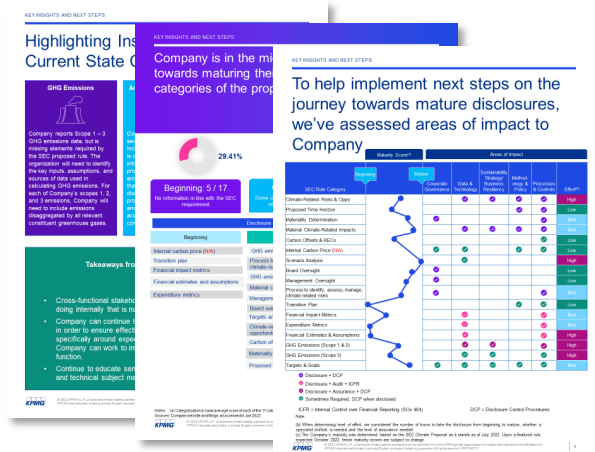 KEY INSIGHTS AND NEXT STEPS
Highlighting Ins
Current State C
GHG Emissions
Company reports Scope 1 – 3
GHG emissions data, but is
missing elements required by
the SEC proposed rule. The
organization will need to identify
the key inputs, assumptions, and
sources of data used in
calculating GHG emissions. For
each of Company's scopes 1, 2,
and 3 emissions, Company will
need to include emissions
disaggregated by all relevant
constituent greenhouse gases.
Takeaways fro
• Cross-functional stakeho
doing internally that is no
• Company can continue t
in order to ensure effecti
specifically around expe
Company can work to in
function.
• Continue to educate sen
and technical subject ma
KPMG
KEY INSIGHTS AND NEXT STEPS
Company is in the mi
towards maturing thei
categories of the prop
29.41%
Beginning: 5 / 17
No information in line with the SEC
requirement
Disclosure
Beginning
Internal carbon price (N/A)
Transition plan
Financial impact metrics
Financial estimates and assumptions
Expenditure metrics
GHG emis
Process to
climate-re
GHG emis
Material c
Managem
Board over
Targets an
Climate-re
opportuniti
Carbon of
Materiality
Proposed
KPMG
KEY INSIGHTS AND NEXT STEPS
To help implement next steps on the
journey towards mature disclosures,
we've assessed areas of impact to
Company
Maturity Score
Areas of Impact
Beginning
Mature
SEC Rule Category
Corporate
Governance
Data &
Technology
Sustainability
Strategy/
Business
Resiliency
Method-
ology &
Policy
Processes
& Controls
Effort
Climate-Related Risks & Opps
High
Proposed Time Horizon
Low
Materiality Determination
Med
Material Climate-Related Impacts
Med
Carbon Offsets & RECs
Low
Internal Carbon Price (N/A)
Low
Scenario Analysis
High
Board Oversight
Low
Management Oversight
Low
Process to identify, assess, manage,
climate-related risks
Med
Transition Plan
Low
Financial Impact Metrics
Med
Expenditure Metrics
Med
Financial Estimates & Assumptions
High
GHG Emissions (Scope 1 & 2)
High
GHG Emissions (Scope 3)
High
Targets & Goals
Med
Disclosure + DCP
Disclosure + Audit + ICFR
Disclosure + Assurance + DCP
Sometimes Required, DCP when disclosed
ICFR = Internal Control over Financial Reporting (SOx 404)
DCP = Disclosure Control Procedures
Note:
KPMG